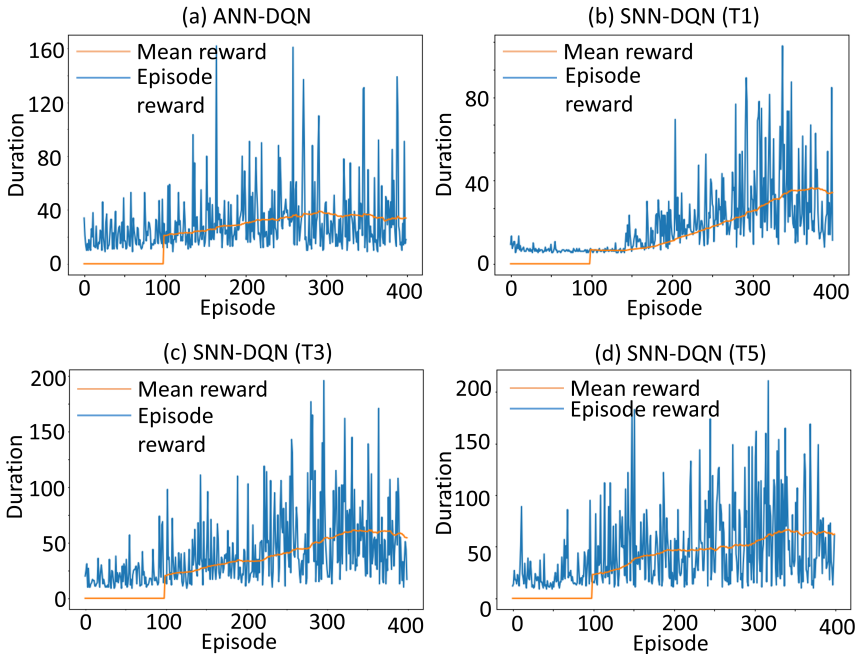 (a) ANN-DQN
Mean reward
Episode
reward
160
120
80
40
0
Duration
0
100
200
300
400
Episode
(b) SNN-DQN (T1)
Mean reward
Episode
reward
80
40
0
Duration
0
100
200
300
400
Episode
(c) SNN-DQN (T3)
Mean reward
Episode
reward
200
150
100
50
0
Duration
0
100
200
300
400
Episode
(d) SNN-DQN (T5)
Mean reward
Episode reward
200
150
100
50
0
Duration
0
100
200
300
400
Episode